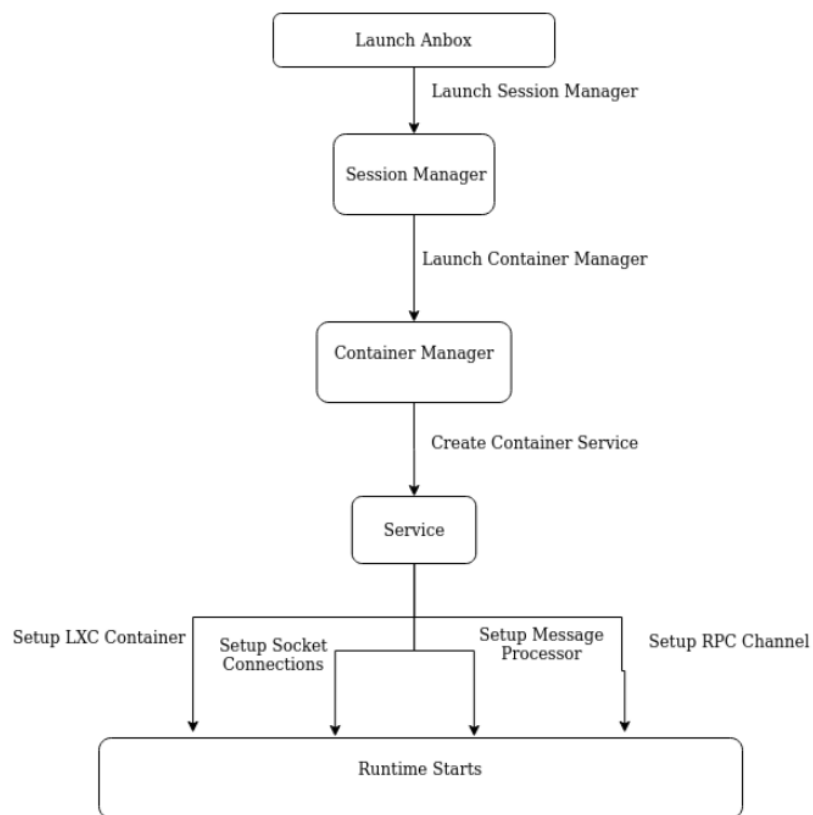 Launch Anbox
Launch Session Manager
Session Manager
Launch Container Manager
Container Manager
Create Container Service
Service
Setup LXC Container
Setup Socket
Connections
Setup Message
Processor
Setup RPC Channel
Runtime Starts